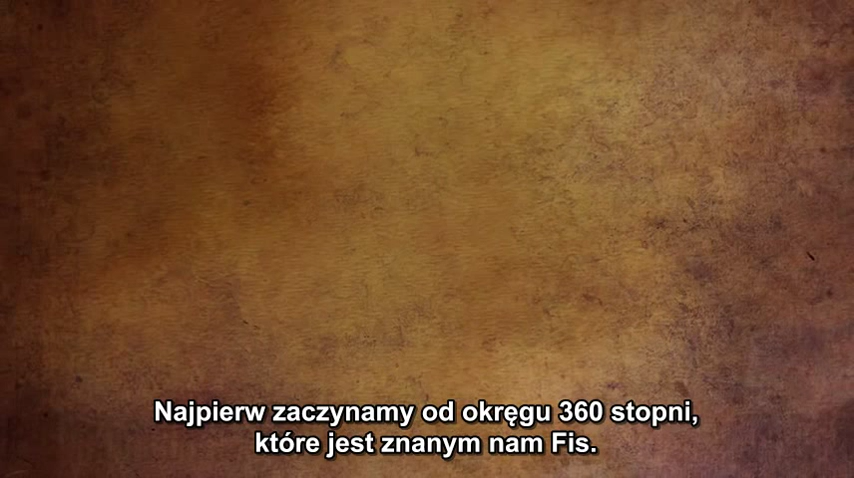 Najpierw zaczynamy od okręgu 360 stopni,
które jest znanym nam Fis.